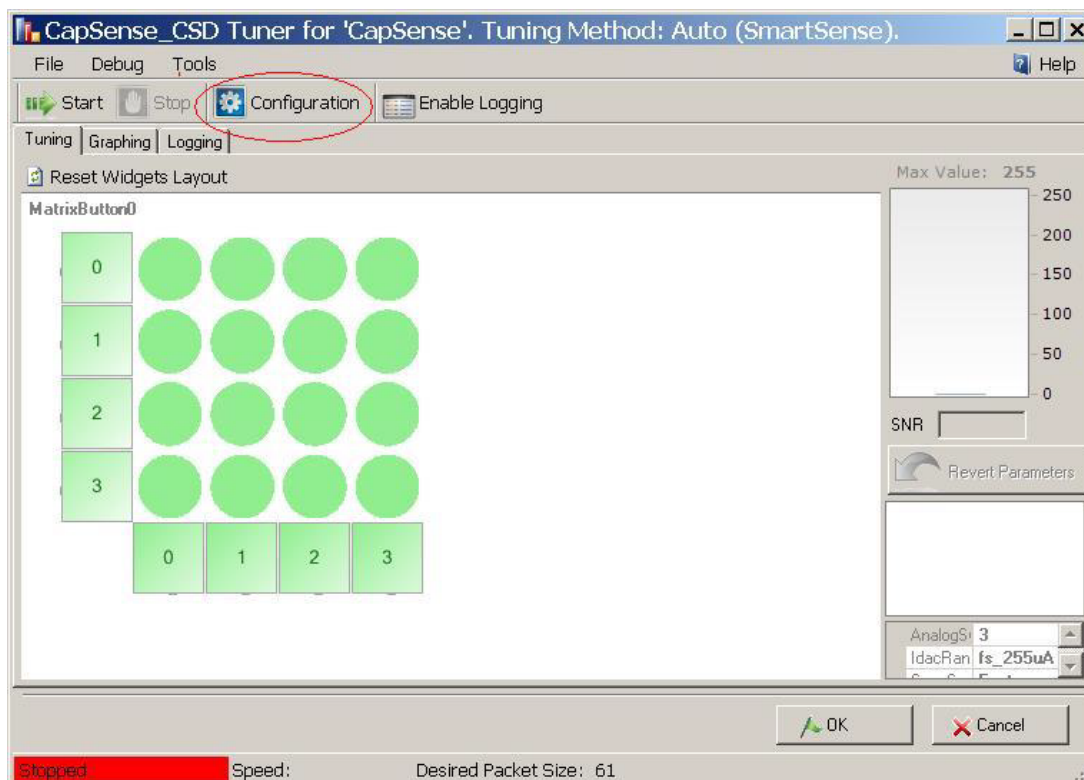 CapSense_CSD Tuner for 'CapSense'. Tuning Method: Auto (SmartSense).
File Debug Tools Help
Start Stop Configuration Enable Logging
Tuning Graphing Logging
Reset Widgets Layout
Max Value: 255
MatrixButton0
250
200
150
100
50
0
0
1
2
3
0 1 2 3
SNR
Revert Parameters
AnalogS 3
IdacRan fs_255uA
OK Cancel
Stopped Speed: Desired Packet Size: 61